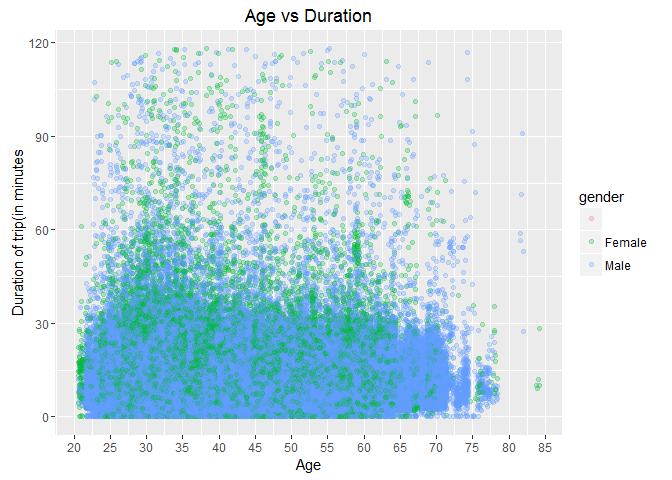 Age vs Duration
Duration of trip(in minutes
120
90
60
30
0
20 25 30 35 40 45 50 55 60 65 70 75 80 85
Age
gender
Female
Male